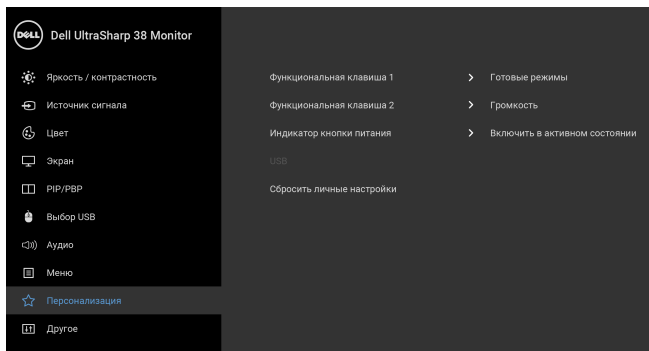 DELL Dell UltraSharp 38 Monitor
Яркость / контрастность
Источник сигнала
Цвет
Экран
PIP/PBP
Выбор USB
Аудио
Меню
Персонализация
Другое
Функциональная клавиша 1 > Готовые режимы
Функциональная клавиша 2 > Громкость
Индикатор кнопки питания > Включить в активном состоянии
USB
Сбросить личные настройки